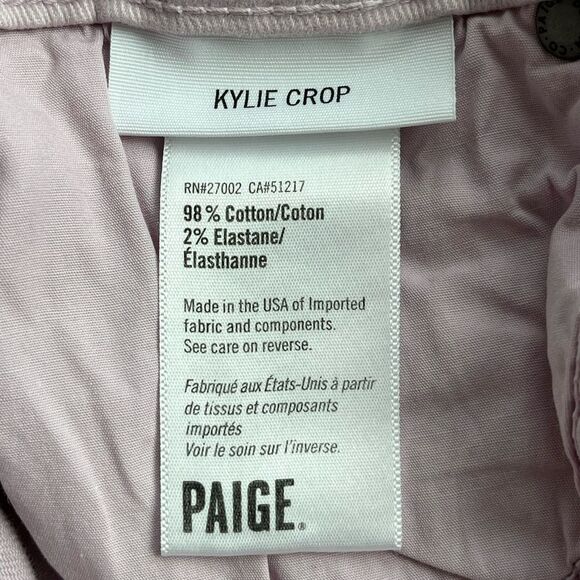 KYLIE CROP
RN#27002 CA#51217
98% Cotton/Coton
2% Elastane/
Élasthanne
Made in the USA of Imported
fabric and components.
See care on reverse.
Fabriqué aux États-Unis à partir
de tissus et composants
importés
Voir le soin sur l'inverse.
PAIGE®